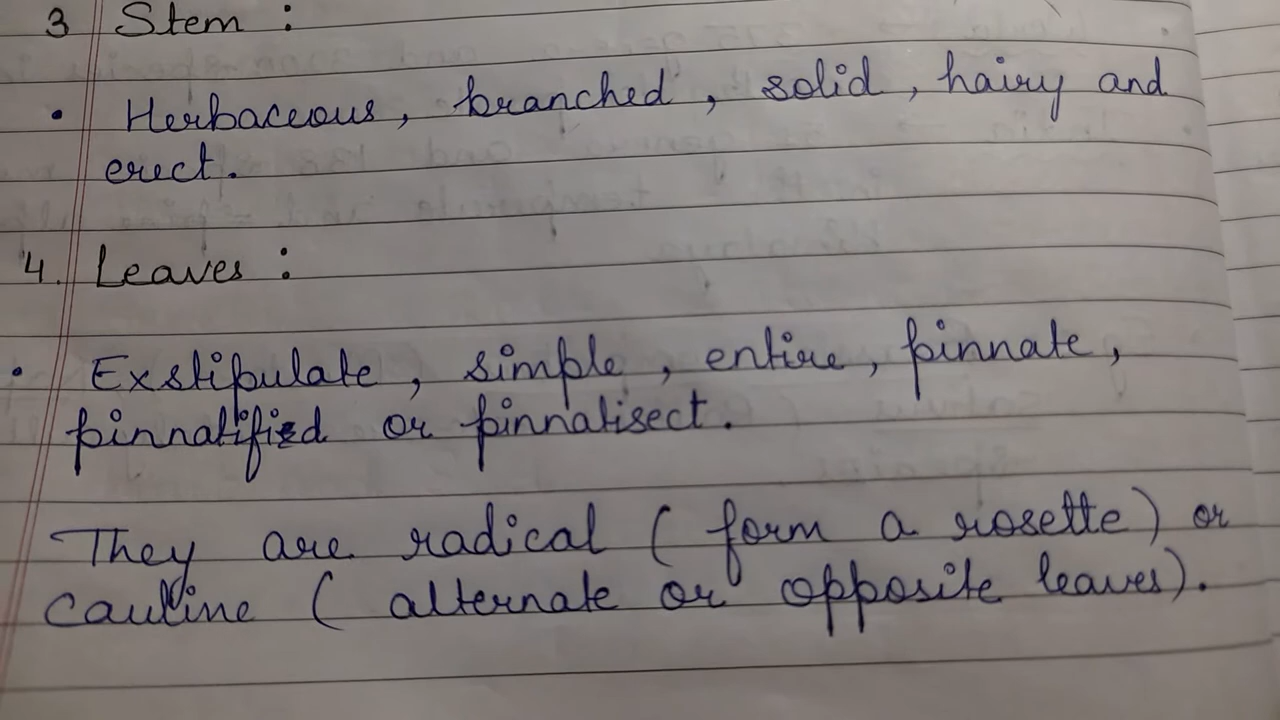 3 Stem :
• Herbaceous, branched, solid, hairy and
erect.
4. Leaves :
• Exstipulate, simple, entire, pinnate,
pinnatified or pinnatisect.
They are radical ( form a rosette) or
cauline ( alternate or opposite leaves).